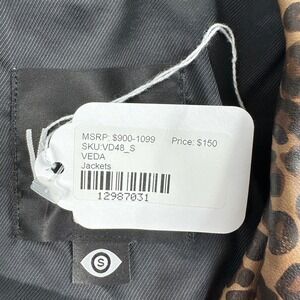 MSRP: $900-1099 Price: $150
SKU:VD48_S
VEDA
Jackets
12987031
S